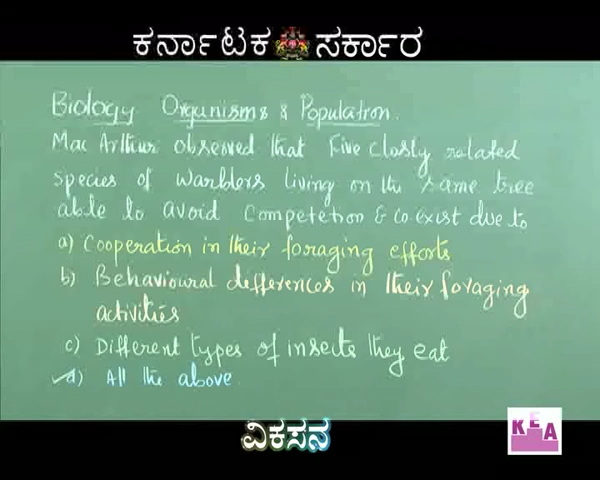 ಕರ್ನಾಟಕ ಸರ್ಕಾರ
Biology Organisms & Population.
Mac Arthur observed that Five closly related
species of warblers living on the same tree
able to avoid Competetion & co exist due to
a) Cooperation in their foraging efforts
b) Behavioural differences in their foraging
activities
c) Different types of insects they eat
d) All the above
ವಿಕಸನ
KEA